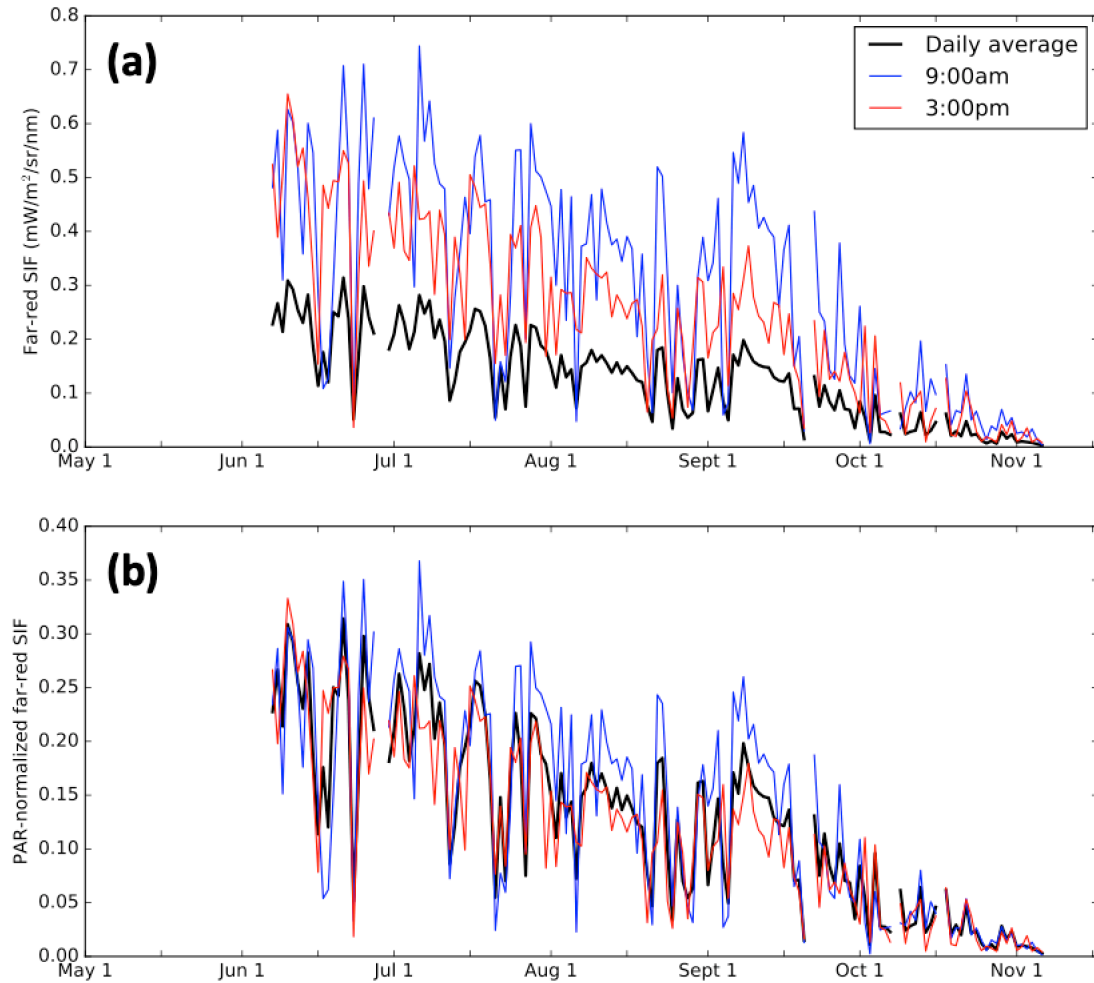 (a)
Far-red SIF (mW/m²/sr/nm)
0.8
0.7
0.6
0.5
0.4
0.3
0.2
0.1
0.0
Daily average
9:00am
3:00pm
May 1 Jun 1 Jul 1 Aug 1 Sept 1 Oct 1 Nov 1
(b)
PAR-normalized far-red SIF
0.40
0.35
0.30
0.25
0.20
0.15
0.10
0.05
0.00
May 1 Jun 1 Jul 1 Aug 1 Sept 1 Oct 1 Nov 1